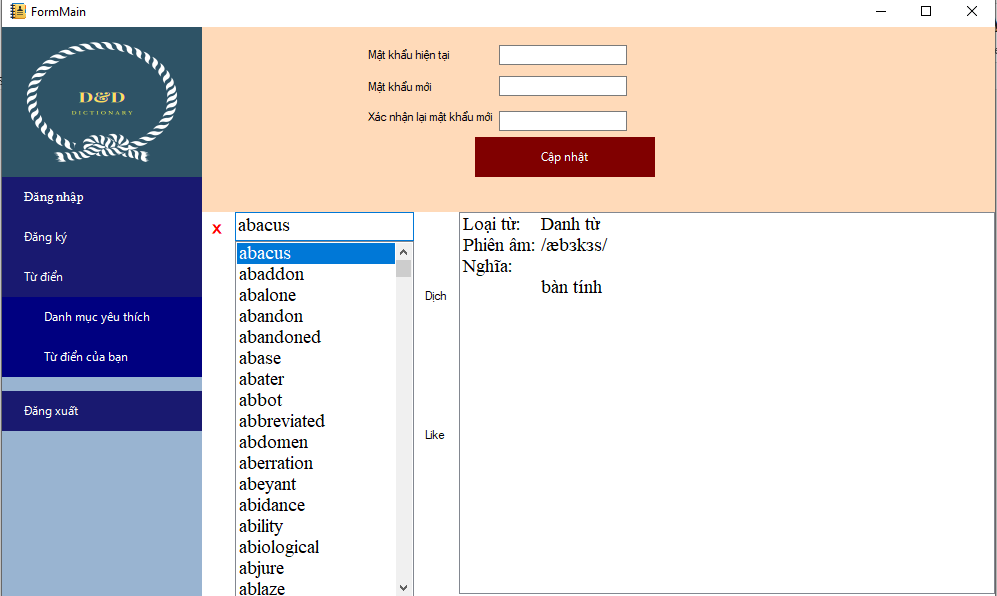 FormMain
D&D
DICTIONARY
Đăng nhập
Đăng ký
Từ điển
Danh mục yêu thích
Từ điển của bạn
Đăng xuất
Mật khẩu hiện tại
Mật khẩu mới
Xác nhận lại mật khẩu mới
Cập nhật
X
abacus
abacus
abaddon
abalone
abandon
abandoned
abase
abater
abbot
abbreviated
abdomen
aberration
abeyant
abidance
ability
abiological
abjure
ablaze
Dịch
Like
Loại từ: Danh từ
Phiên âm: /æbɜkɜs/
Nghĩa:
bàn tính